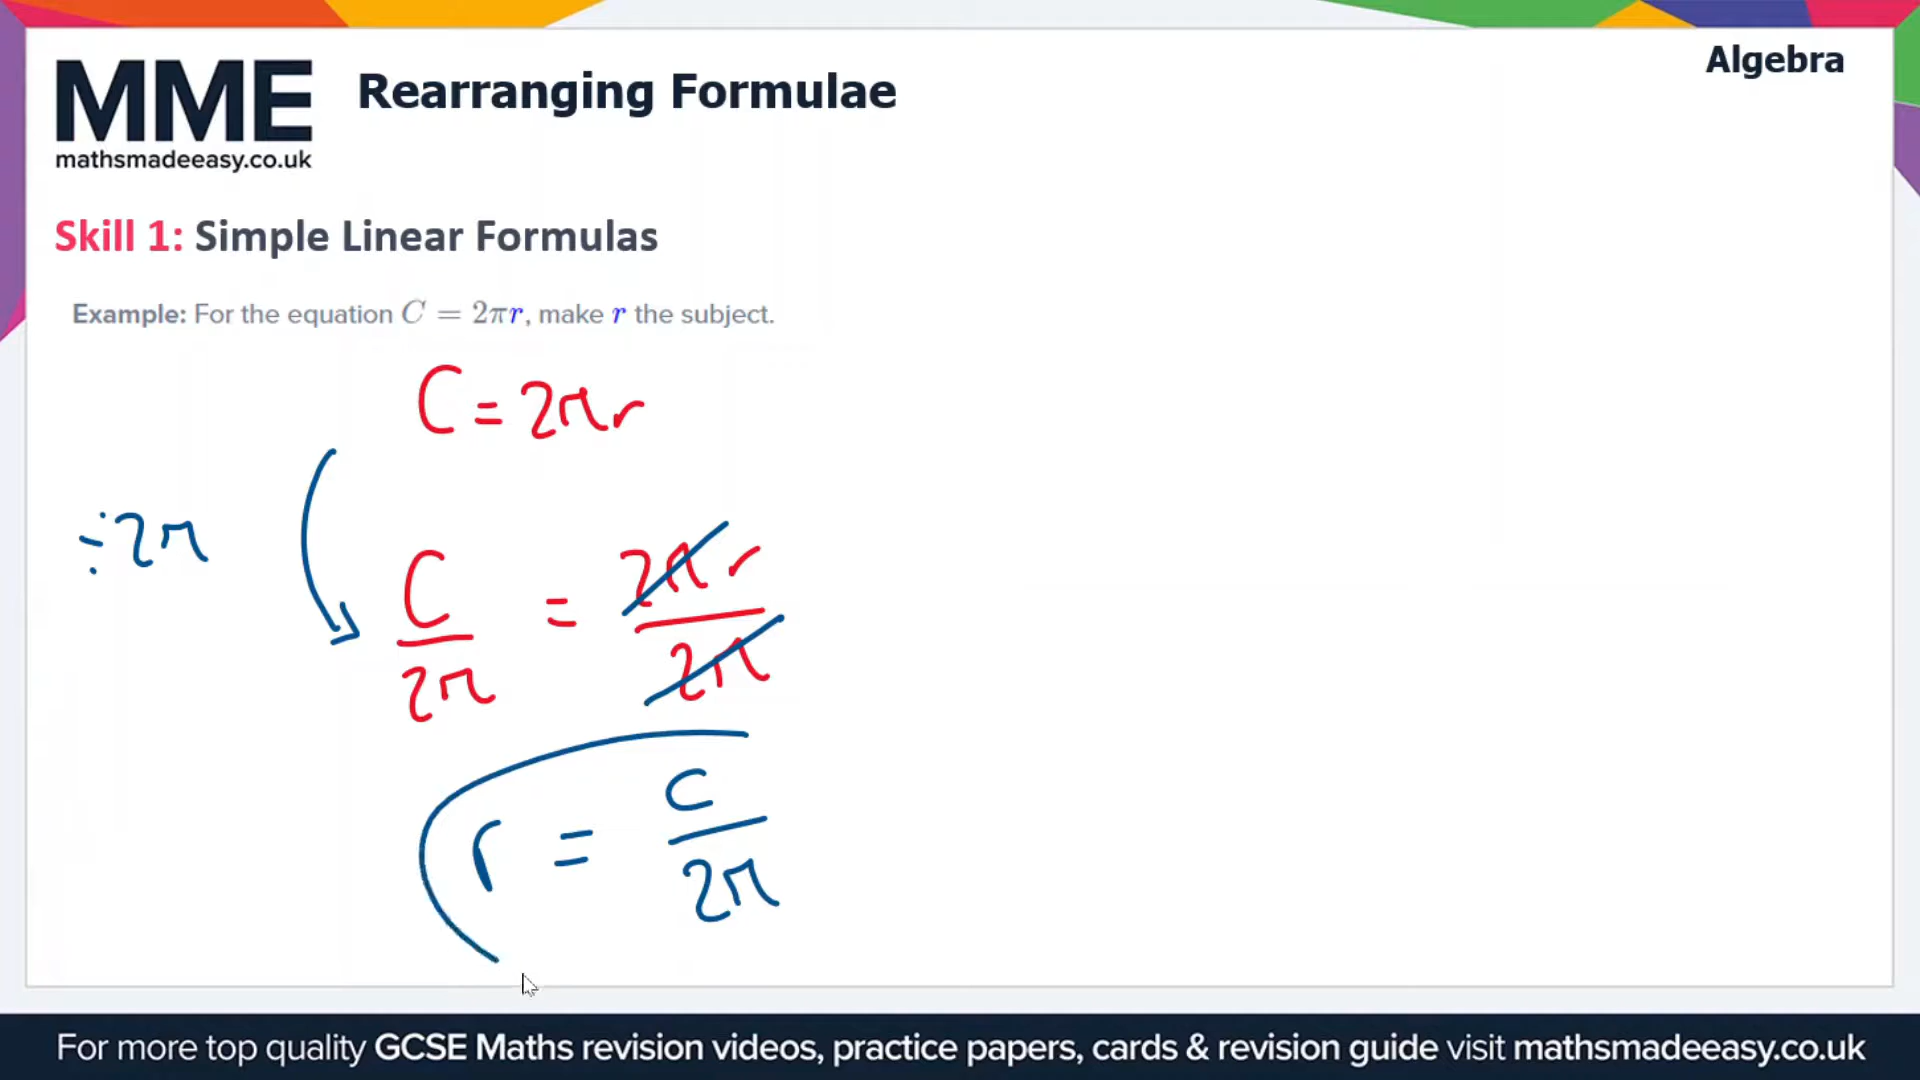 Algebra
MME
Rearranging Formulae
mathsmadeeasy.co.uk
Skill 1: Simple Linear Formulas
Example: For the equation C = 2πr, make r the subject.
C = 2πr
÷2π
C/2π = 2πr/2π
r = C/2π
For more top quality GCSE Maths revision videos, practice papers, cards & revision guide visit mathsmadeeasy.co.uk